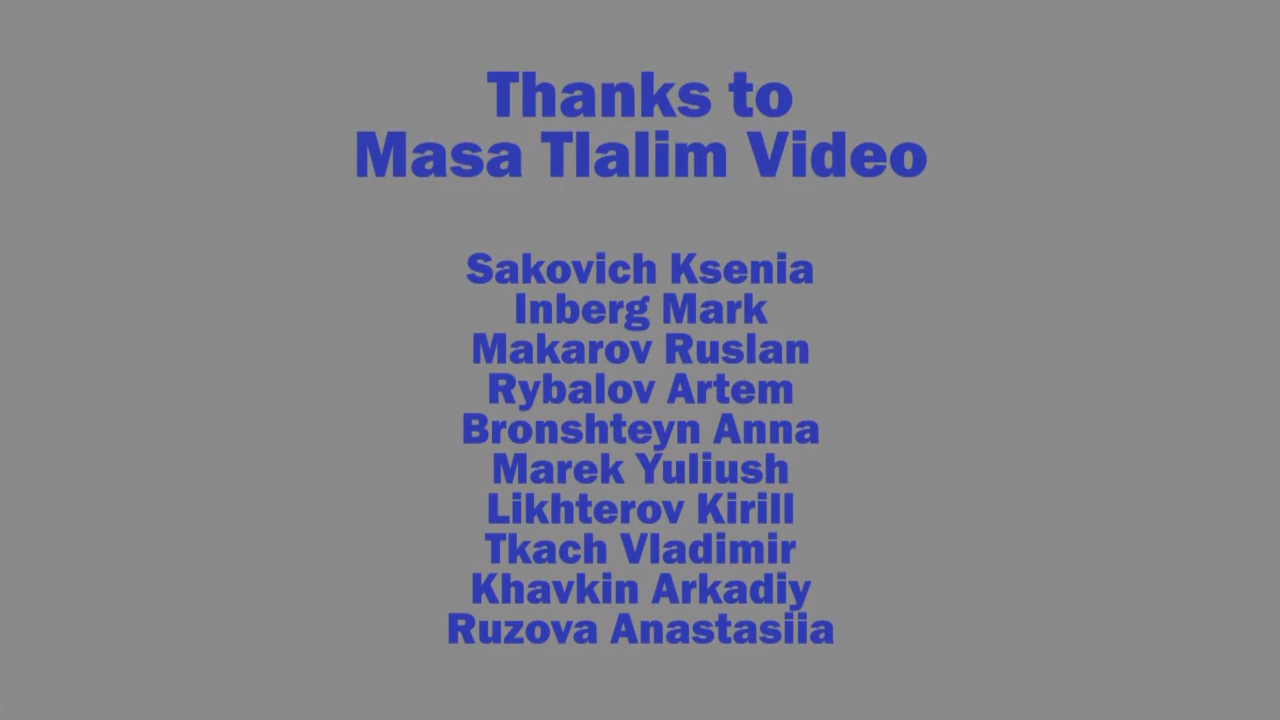 Thanks to
Masa Tlalim Video
Sakovich Ksenia
Inberg Mark
Makarov Ruslan
Rybalov Artem
Bronshteyn Anna
Marek Yuliush
Likhterov Kirill
Tkach Vladimir
Khavkin Arkadiy
Ruzova Anastasiia